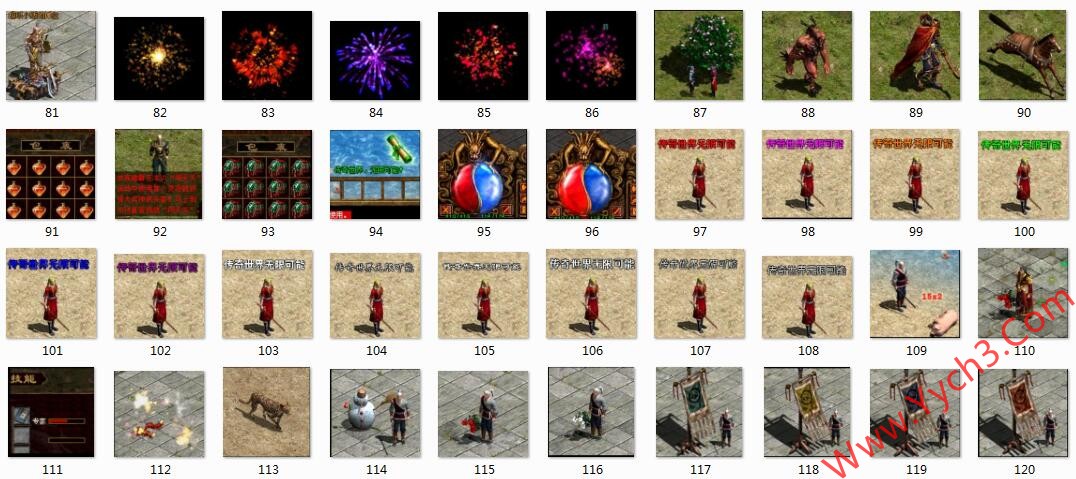 81 82 83 84 85 86 87 88 89 90
包裹
包裹
传奇世界,无限可能!
使用。
传奇世界无限可能 传奇世界无限可能 传奇世界无限可能 传奇世界无限可能
91 92 93 94 95 96 97 98 99 100
传奇世界无限可能 传奇世界无限可能 传奇世界无限可能 传奇世界无限可能 传奇世界无限可能 传奇世界无限可能 传奇世界无限可能 传奇世界无限可能
15x2
101 102 103 104 105 106 107 108 109 110
技能
111 112 113 114 115 116 117 118 119 120
www.Yych3.Com